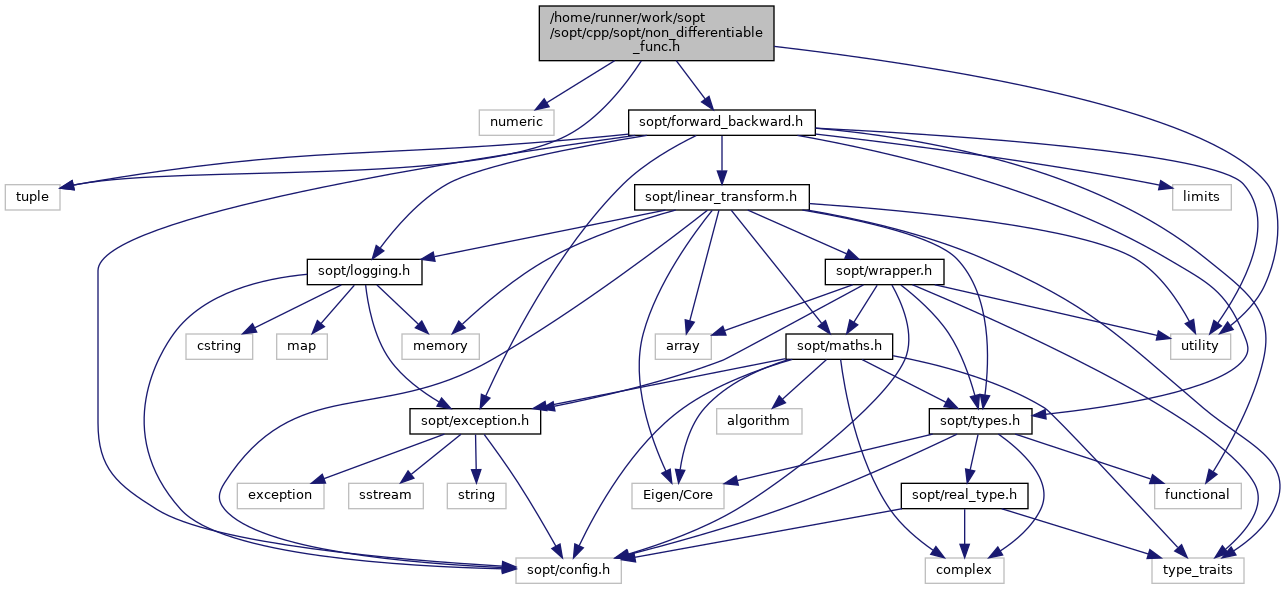 /home/runner/work/sopt
/sopt/cpp/sopt/non_differentiable
_func.h
numeric
sopt/forward_backward.h
tuple
sopt/linear_transform.h
limits
sopt/logging.h
sopt/wrapper.h
cstring
map
memory
array
sopt/maths.h
utility
sopt/exception.h
algorithm
sopt/types.h
exception
sstream
string
Eigen/Core
sopt/real_type.h
functional
sopt/config.h
complex
type_traits